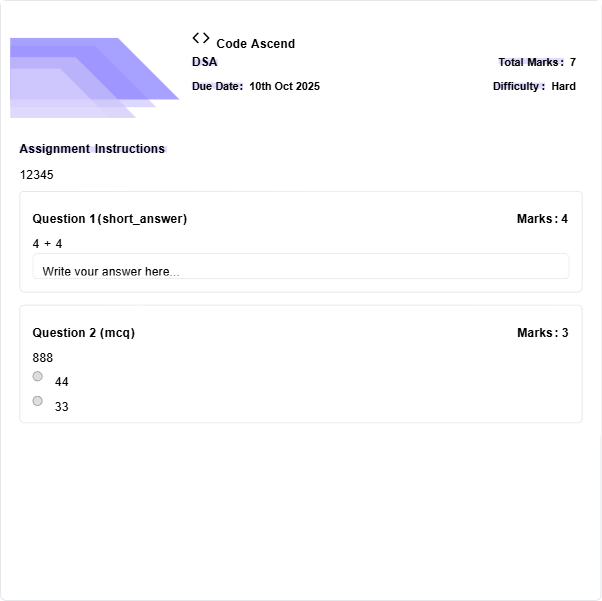 <> Code Ascend
DSA
Total Marks: 7
Due Date: 10th Oct 2025
Difficulty: Hard
Assignment Instructions
12345
Question 1 (short_answer)
Marks: 4
4 + 4
Write your answer here...
Question 2 (mcq)
Marks: 3
888
44
33